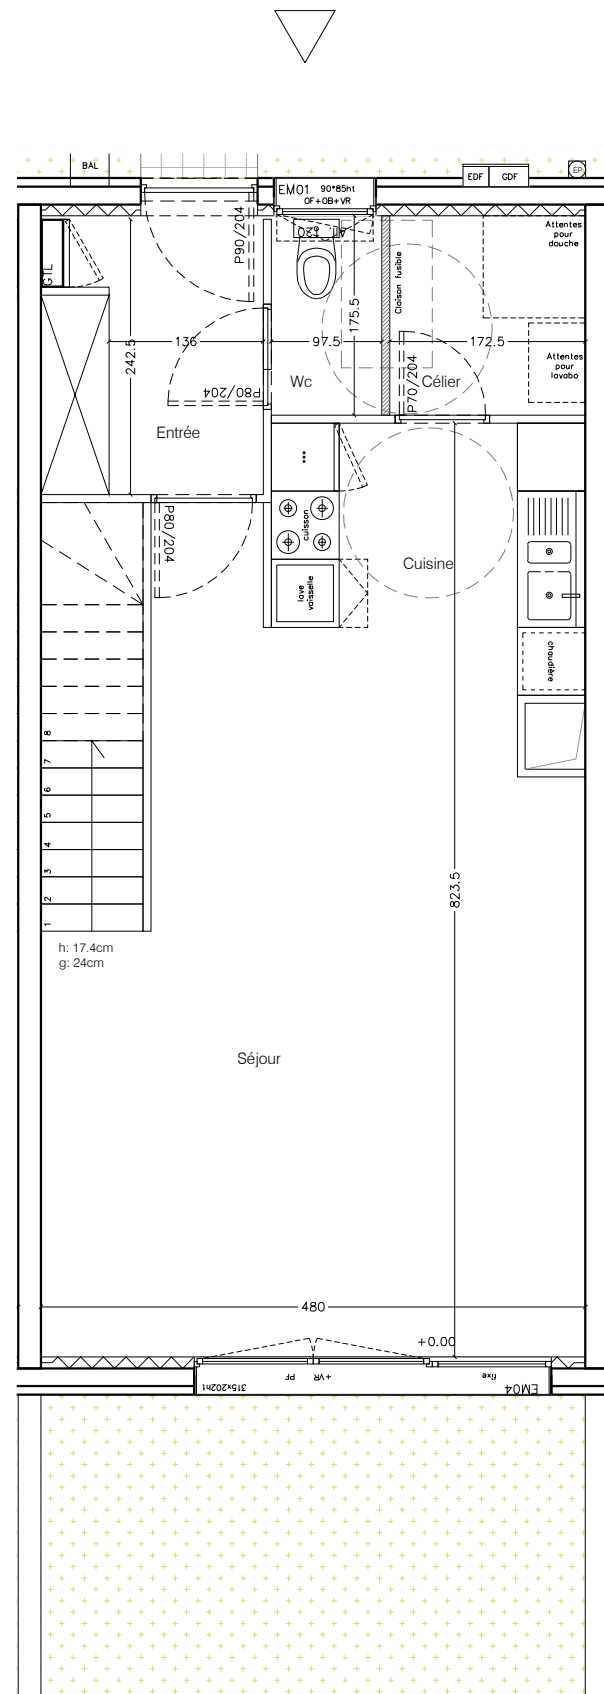 BAL
EM01 90*85ht
OF+OB+VR
EDF
GDF
EP
GTL
P90/204
All 120
Cloison fusible
Attentes
pour
douche
Attentes
pour
lavabo
242.5
136
97.5
175.5
172.5
P80/204
P70/204
Wc
Célier
Entrée
P80/204
cuisson
lave
vaisselle
Cuisine
chaudière
8
7
6
5
4
3
2
1
h: 17.4cm
g: 24cm
823.5
Séjour
480
+0.00
315x202ht
PF
+VR
fixe
EM04